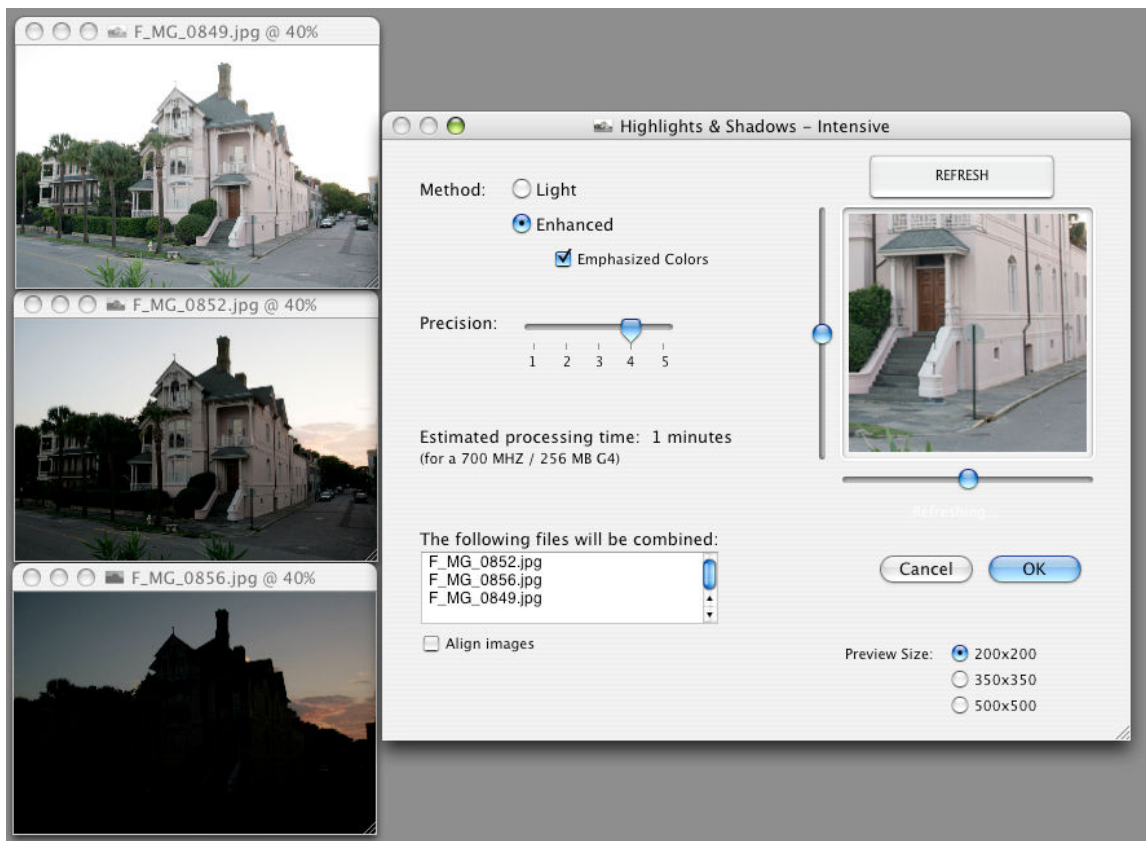 F_MG_0849.jpg @ 40%
F_MG_0852.jpg @ 40%
F_MG_0856.jpg @ 40%
Highlights & Shadows – Intensive
Method:
Light
Enhanced
Emphasized Colors
Precision:
1 2 3 4 5
Estimated processing time: 1 minutes
(for a 700 MHZ / 256 MB G4)
The following files will be combined:
F_MG_0852.jpg
F_MG_0856.jpg
F_MG_0849.jpg
Align images
REFRESH
Refreshing...
Cancel
OK
Preview Size:
200x200
350x350
500x500